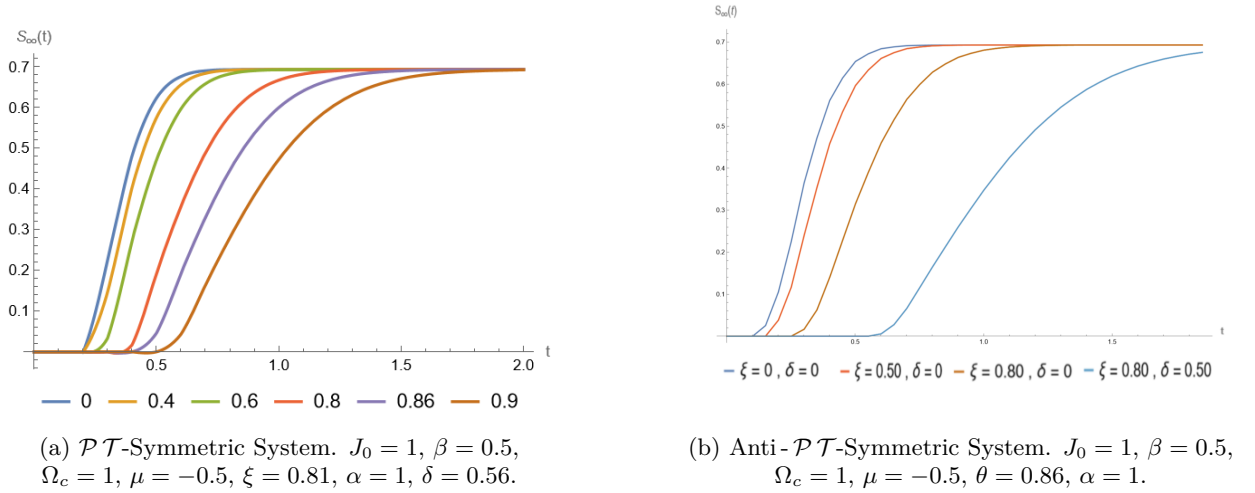 S∞(t)
0.7
0.6
0.5
0.4
0.3
0.2
0.1
0.5 1.0 1.5 2.0 t
0 0.4 0.6 0.8 0.86 0.9
(a) 𝒫𝒯-Symmetric System. J₀ = 1, β = 0.5,
Ω_c = 1, μ = −0.5, ξ = 0.81, α = 1, δ = 0.56.
S∞(t)
0.7
0.6
0.5
0.4
0.3
0.2
0.1
0.5 1.0 1.5 t
ξ = 0 , δ = 0 ξ = 0.50 , δ = 0 ξ = 0.80 , δ = 0 ξ = 0.80 , δ = 0.50
(b) Anti-𝒫𝒯-Symmetric System. J₀ = 1, β = 0.5,
Ω_c = 1, μ = −0.5, θ = 0.86, α = 1.